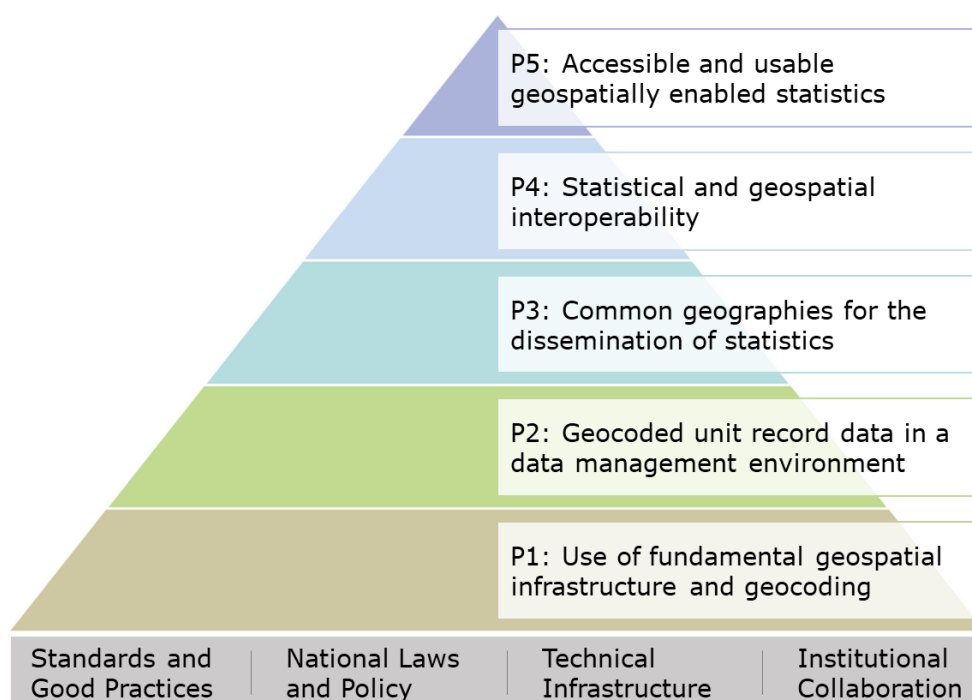 P5: Accessible and usable
geospatially enabled statistics
P4: Statistical and geospatial
interoperability
P3: Common geographies for the
dissemination of statistics
P2: Geocoded unit record data in a
data management environment
P1: Use of fundamental geospatial
infrastructure and geocoding
Standards and
Good Practices
National Laws
and Policy
Technical
Infrastructure
Institutional
Collaboration